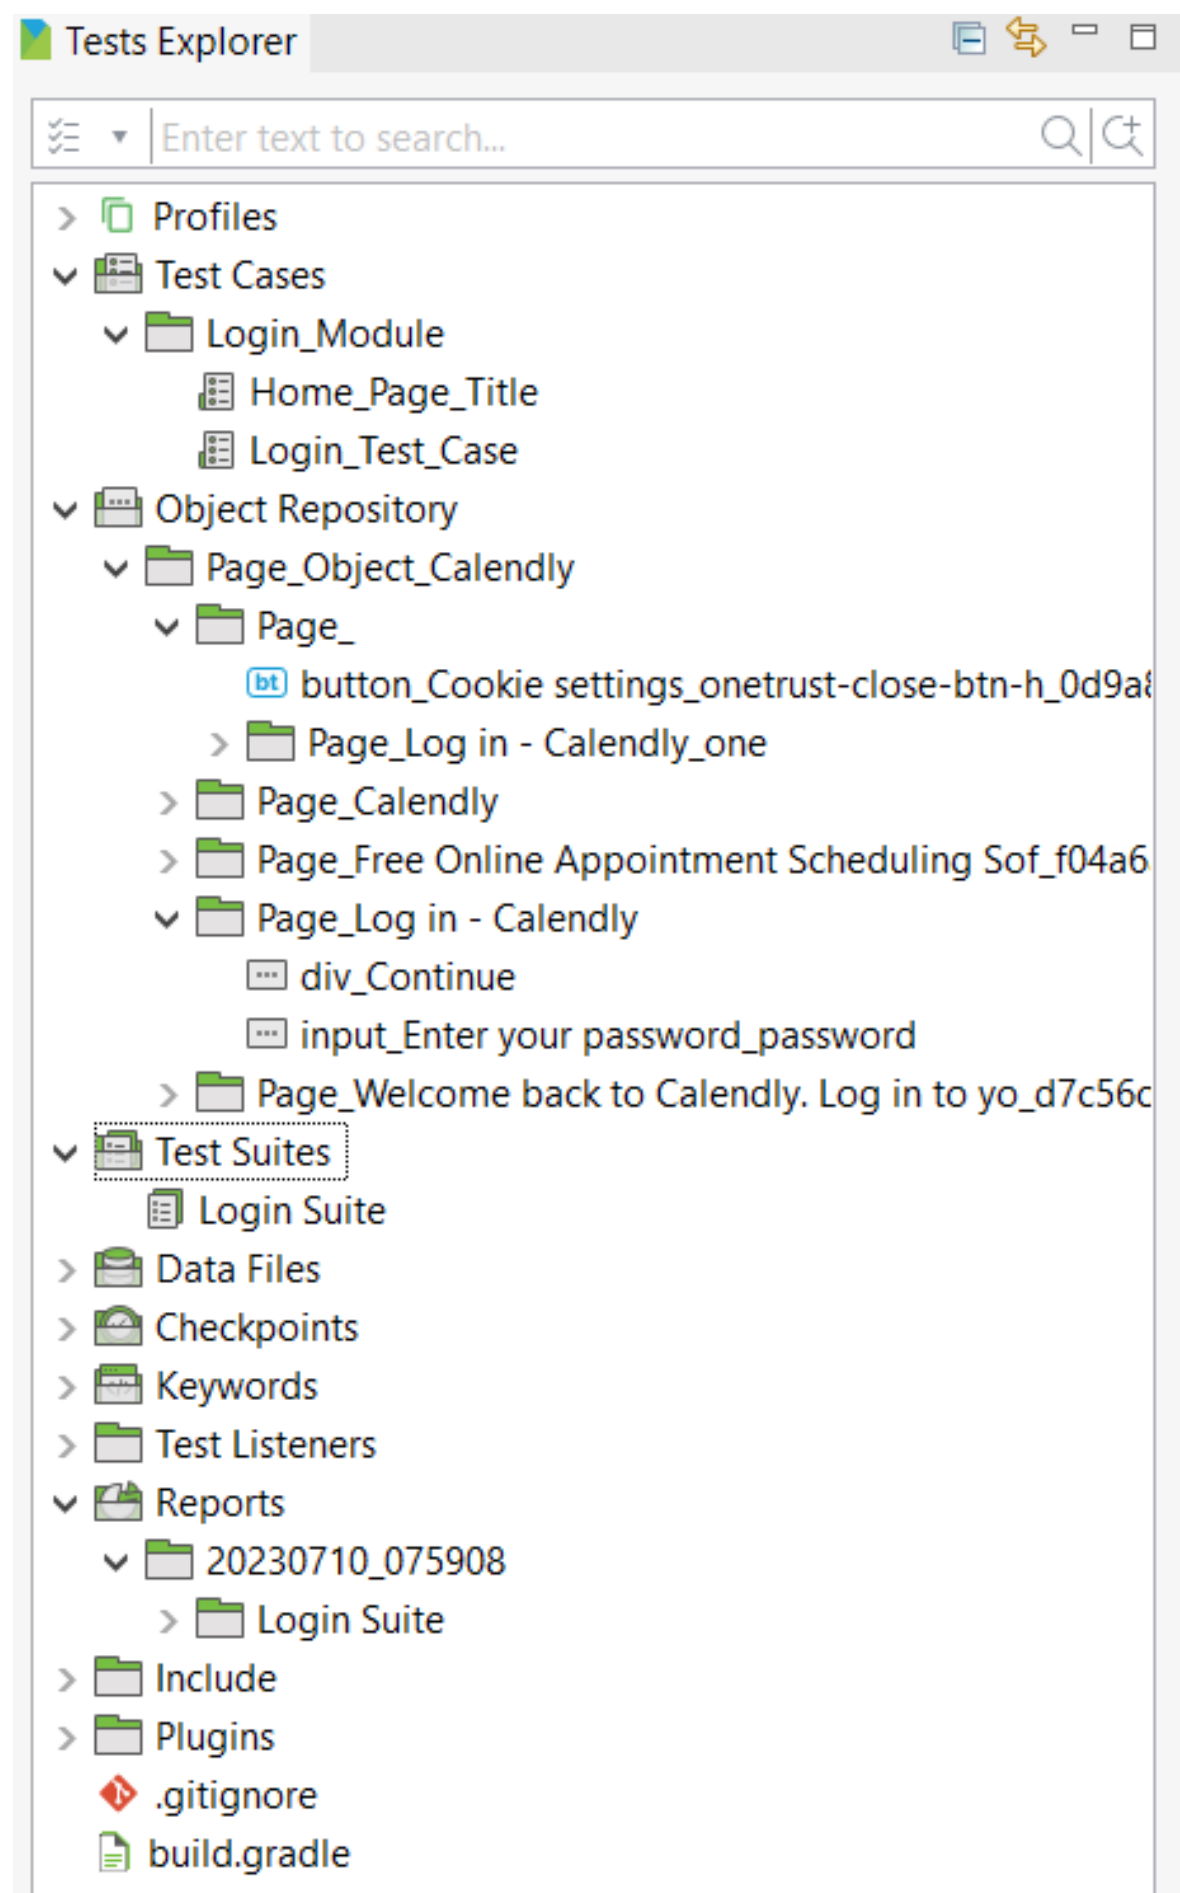 Tests Explorer
Enter text to search...
Profiles
Test Cases
Login_Module
Home_Page_Title
Login_Test_Case
Object Repository
Page_Object_Calendly
Page_
bt button_Cookie settings_onetrust-close-btn-h_0d9a8
Page_Log in - Calendly_one
Page_Calendly
Page_Free Online Appointment Scheduling Sof_f04a6
Page_Log in - Calendly
div_Continue
input_Enter your password_password
Page_Welcome back to Calendly. Log in to yo_d7c56c
Test Suites
Login Suite
Data Files
Checkpoints
Keywords
Test Listeners
Reports
20230710_075908
Login Suite
Include
Plugins
.gitignore
build.gradle